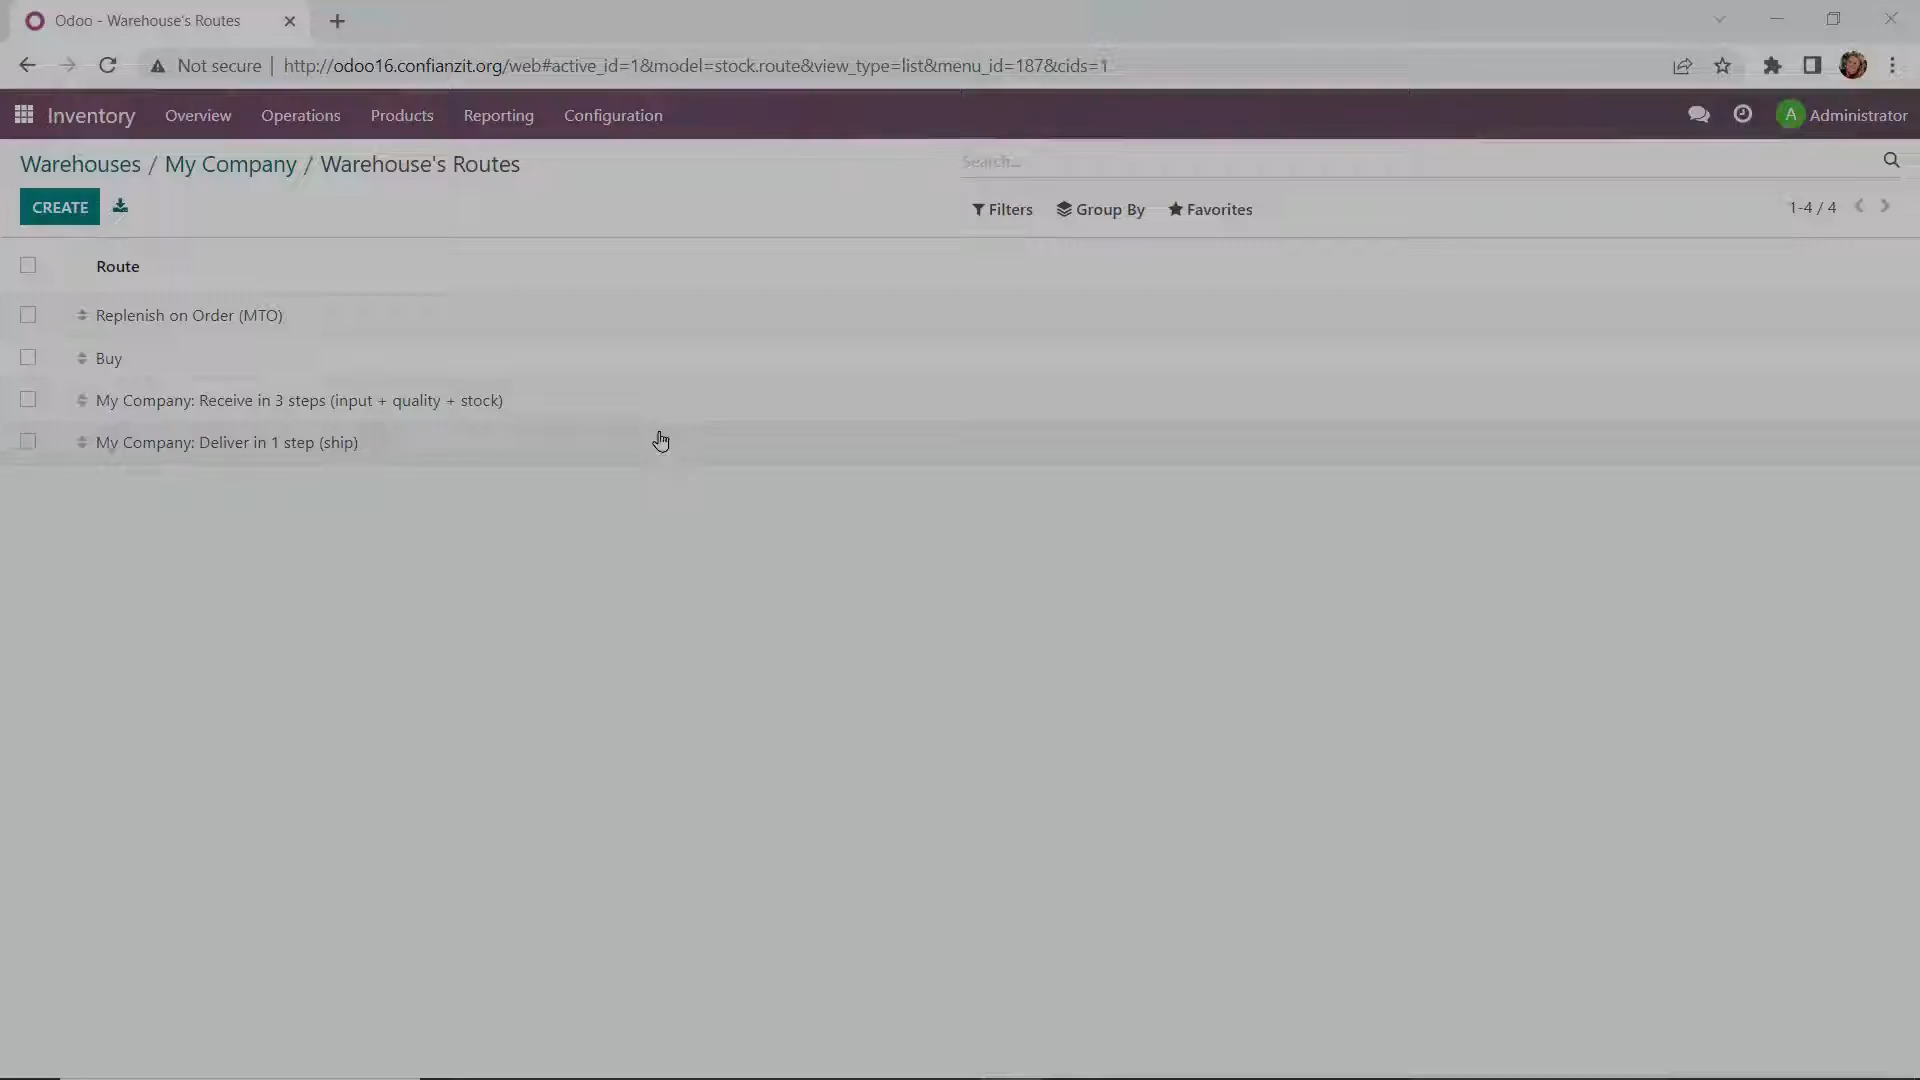 Odoo - Warehouse's Routes
Not secure | http://odoo16.confianzit.org/web#active_id=1&model=stock.route&view_type=list&menu_id=187&cids=1
Inventory Overview Operations Products Reporting Configuration A Administrator
Warehouses / My Company / Warehouse's Routes
Search...
CREATE Filters Group By Favorites 1-4 / 4
Route
Replenish on Order (MTO)
Buy
My Company: Receive in 3 steps (input + quality + stock)
My Company: Deliver in 1 step (ship)